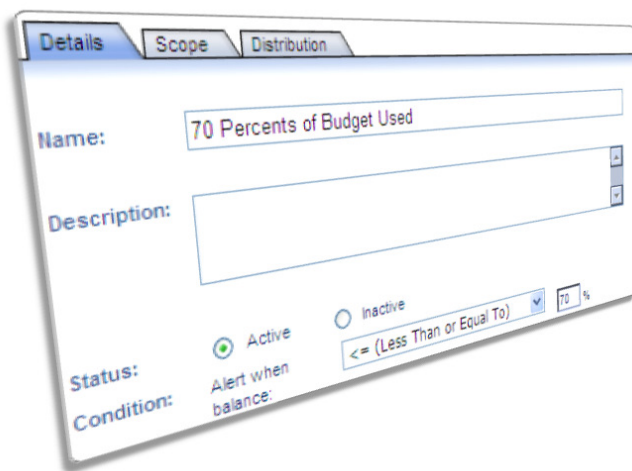 Details Scope Distribution
Name: 70 Percents of Budget Used
Description:
Status: Active Inactive
Condition: Alert when balance: <= (Less Than or Equal To) 70 %